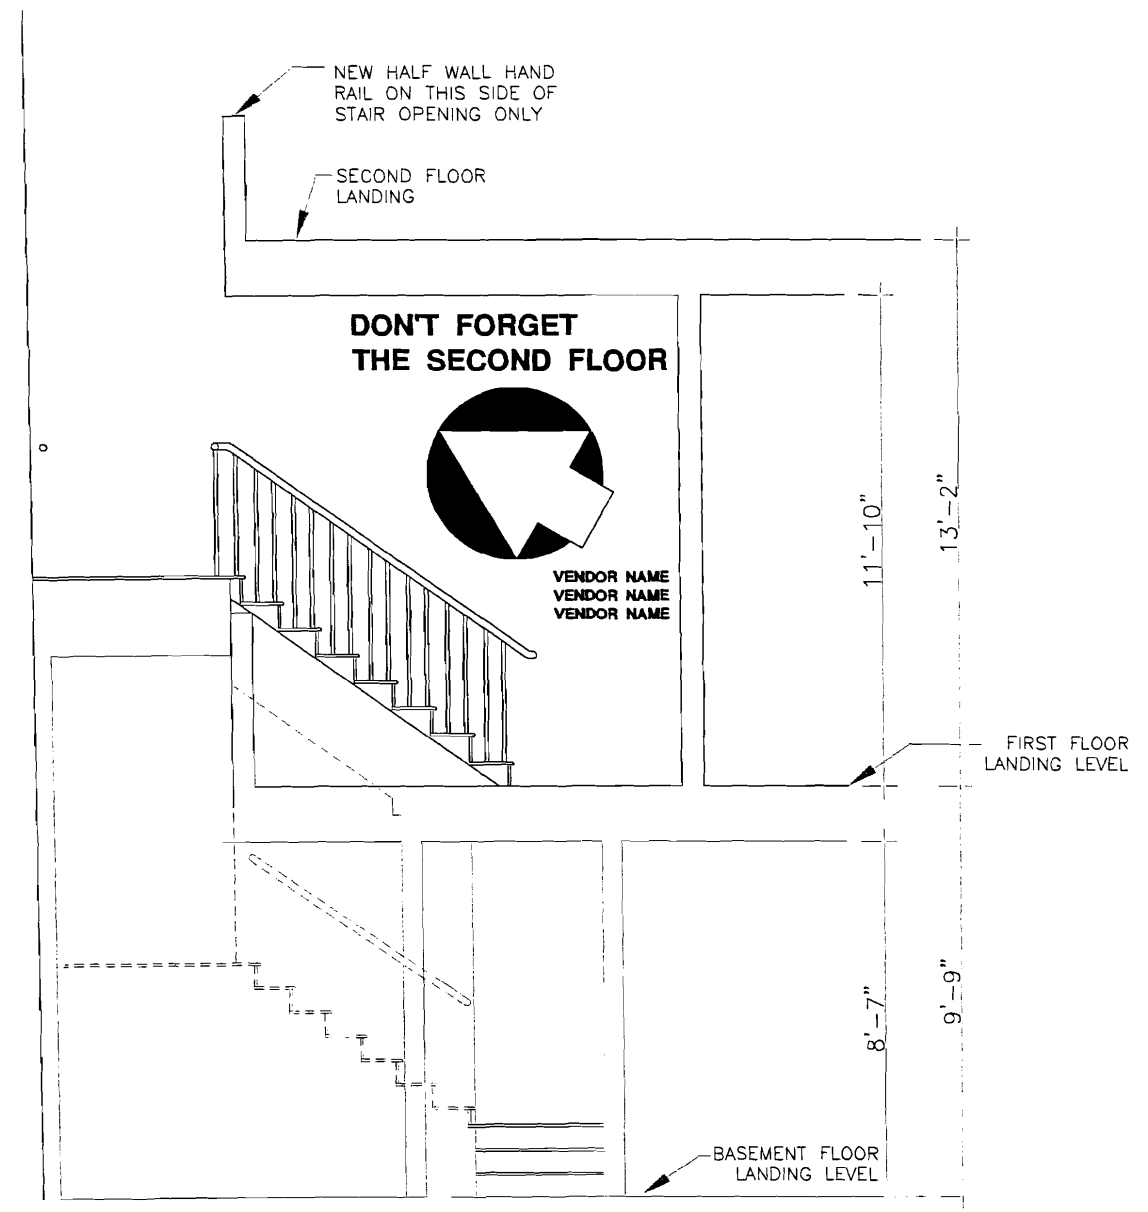 NEW HALF WALL HAND
RAIL ON THIS SIDE OF
STAIR OPENING ONLY
SECOND FLOOR
LANDING
DON'T FORGET
THE SECOND FLOOR
VENDOR NAME
VENDOR NAME
VENDOR NAME
11'-10"
13'-2"
FIRST FLOOR
LANDING LEVEL
8'-7"
9'-9"
BASEMENT FLOOR
LANDING LEVEL